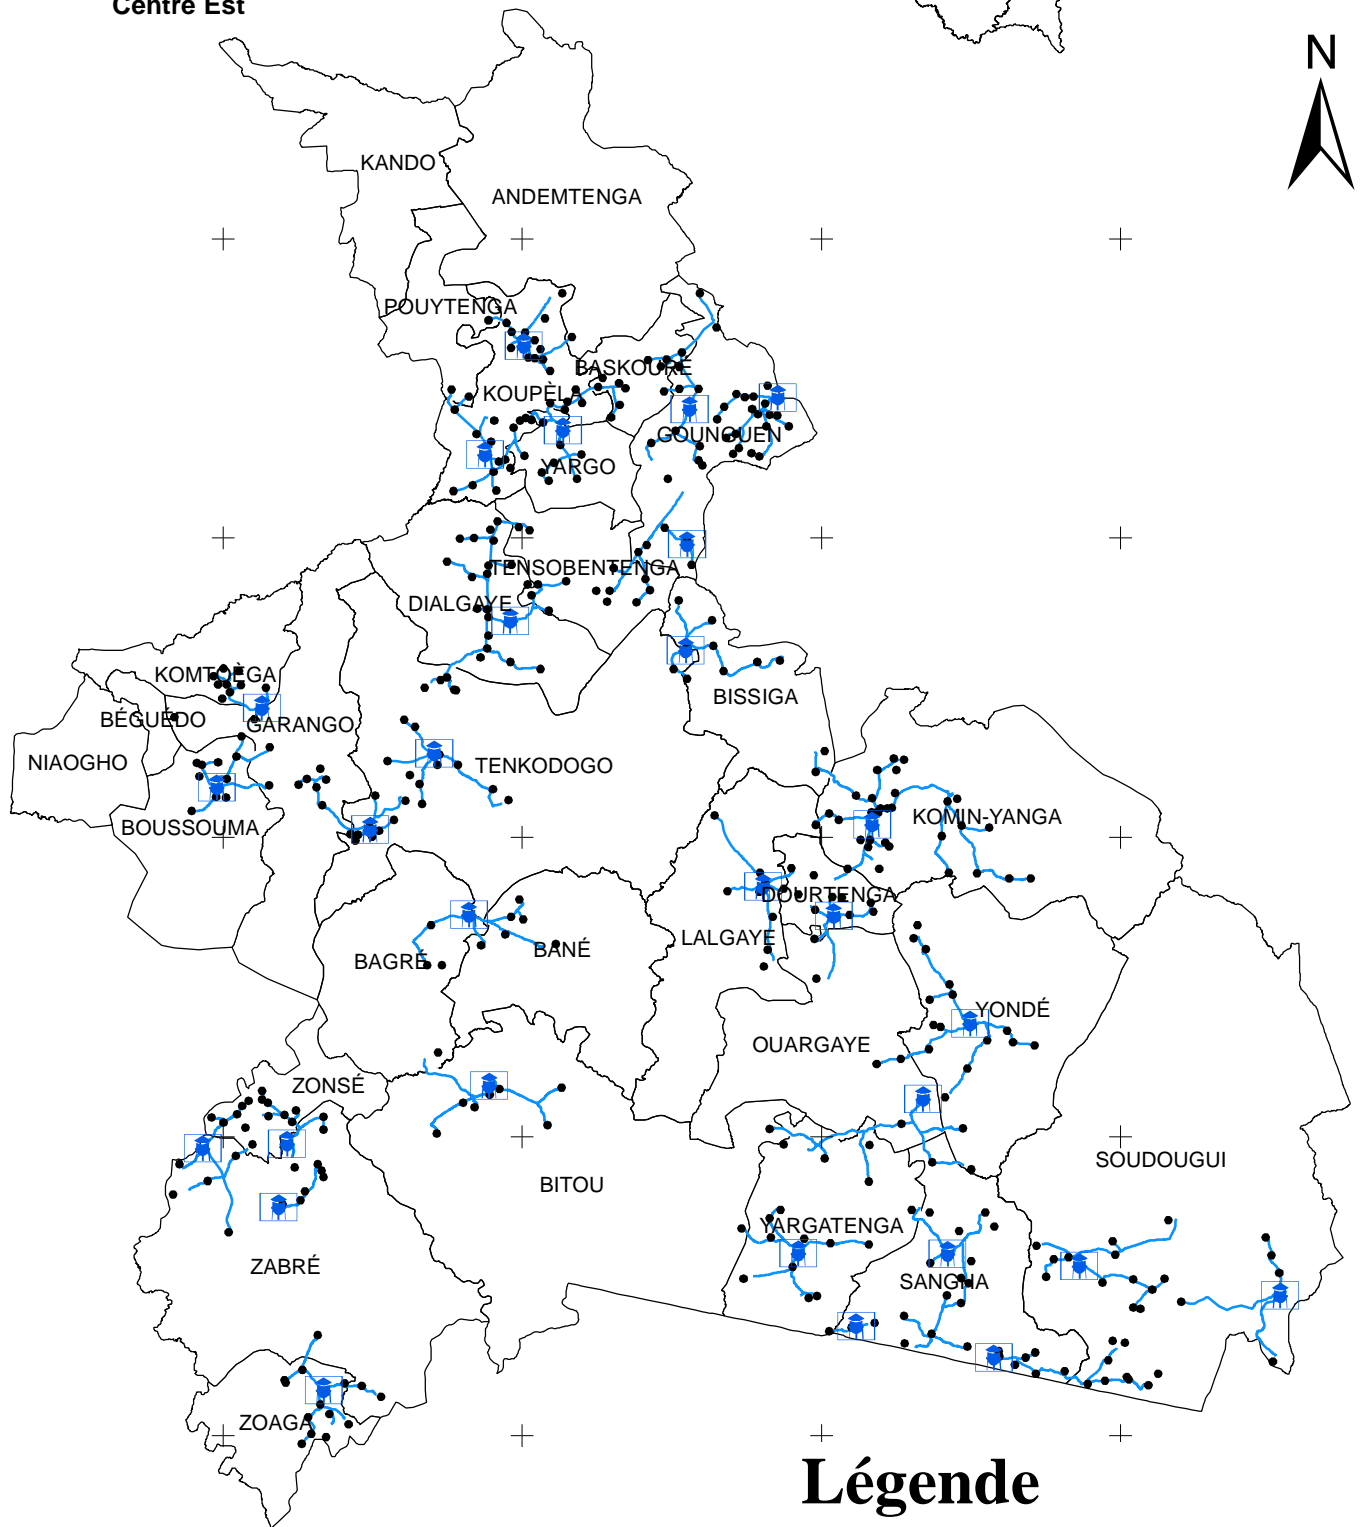 Centre Est
N
KANDO
ANDEMTENGA
POUYTENGA
BASKOURÉ
KOUPÈLA
GOUNGUEN
YARGO
TENSOBENTENGA
DIALGAYE
KOMTOÈGA
BISSIGA
BÉGUÉDO
GARANGO
NIAOGHO
TENKODOGO
BOUSSOUMA
KOMIN-YANGA
DOURTENGA
LALGAYE
BANÉ
BAGRÉ
YONDÉ
OUARGAYE
ZONSÉ
SOUDOUGUI
BITOU
YARGATENGA
ZABRÉ
SANGHA
ZOAGA
Légende